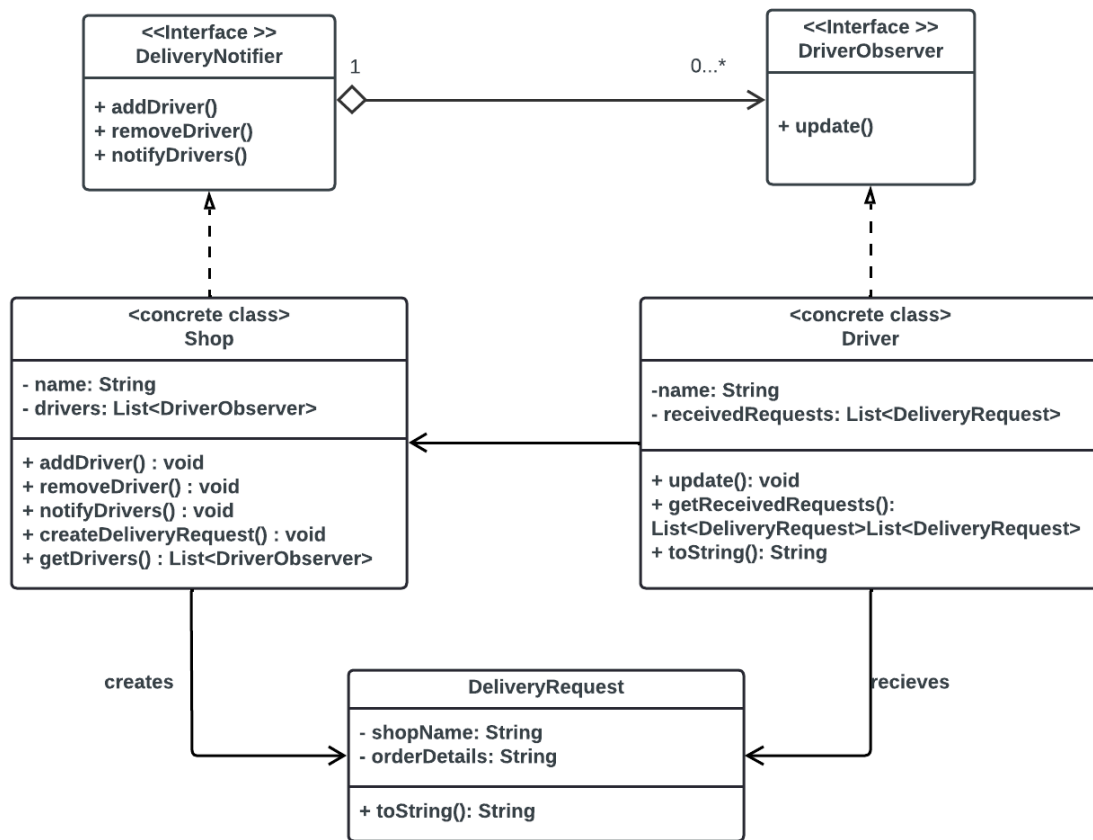 <<Interface >>
DeliveryNotifier
+ addDriver()
+ removeDriver()
+ notifyDrivers()
1
0...*
<<Interface >>
DriverObserver
+ update()
<concrete class>
Shop
- name: String
- drivers: List<DriverObserver>
+ addDriver() : void
+ removeDriver() : void
+ notifyDrivers() : void
+ createDeliveryRequest() : void
+ getDrivers() : List<DriverObserver>
<concrete class>
Driver
-name: String
- receivedRequests: List<DeliveryRequest>
+ update(): void
+ getReceivedRequests():
List<DeliveryRequest>List<DeliveryRequest>
+ toString(): String
creates
recieves
DeliveryRequest
- shopName: String
- orderDetails: String
+ toString(): String